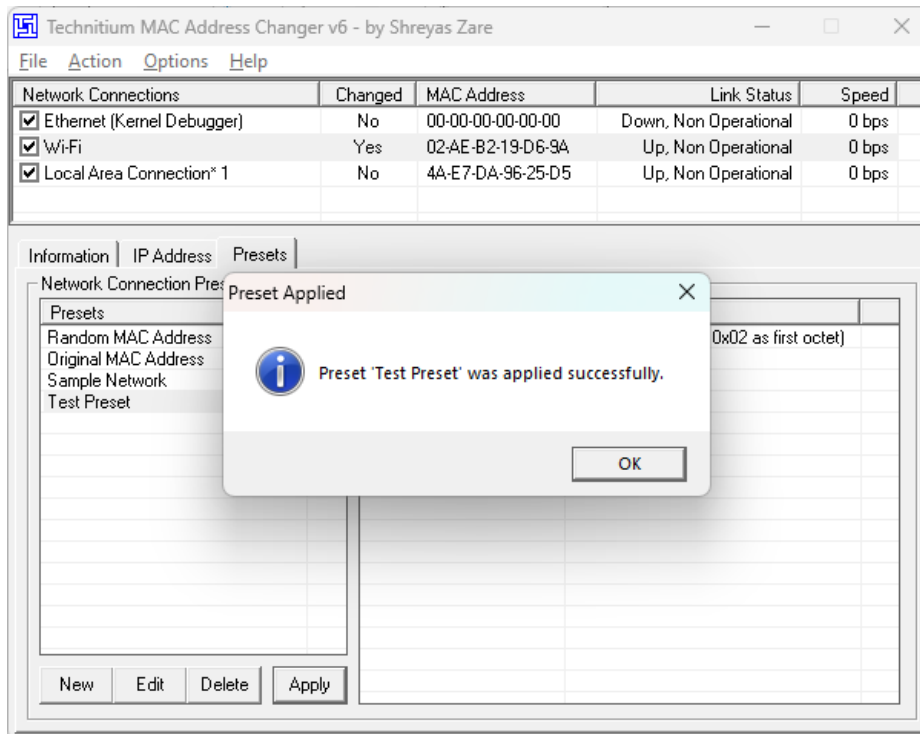 Technitium MAC Address Changer v6 - by Shreyas Zare
File Action Options Help
Network Connections Changed MAC Address Link Status Speed
Ethernet (Kernel Debugger) No 00-00-00-00-00-00 Down, Non Operational 0 bps
Wi-Fi Yes 02-AE-B2-19-D6-9A Up, Non Operational 0 bps
Local Area Connection* 1 No 4A-E7-DA-96-25-D5 Up, Non Operational 0 bps
Information IP Address Presets
Network Connection Pre
Preset Applied
Presets
Random MAC Address 0x02 as first octet)
Original MAC Address
Preset 'Test Preset' was applied successfully.
Sample Network
Test Preset
OK
New Edit Delete Apply